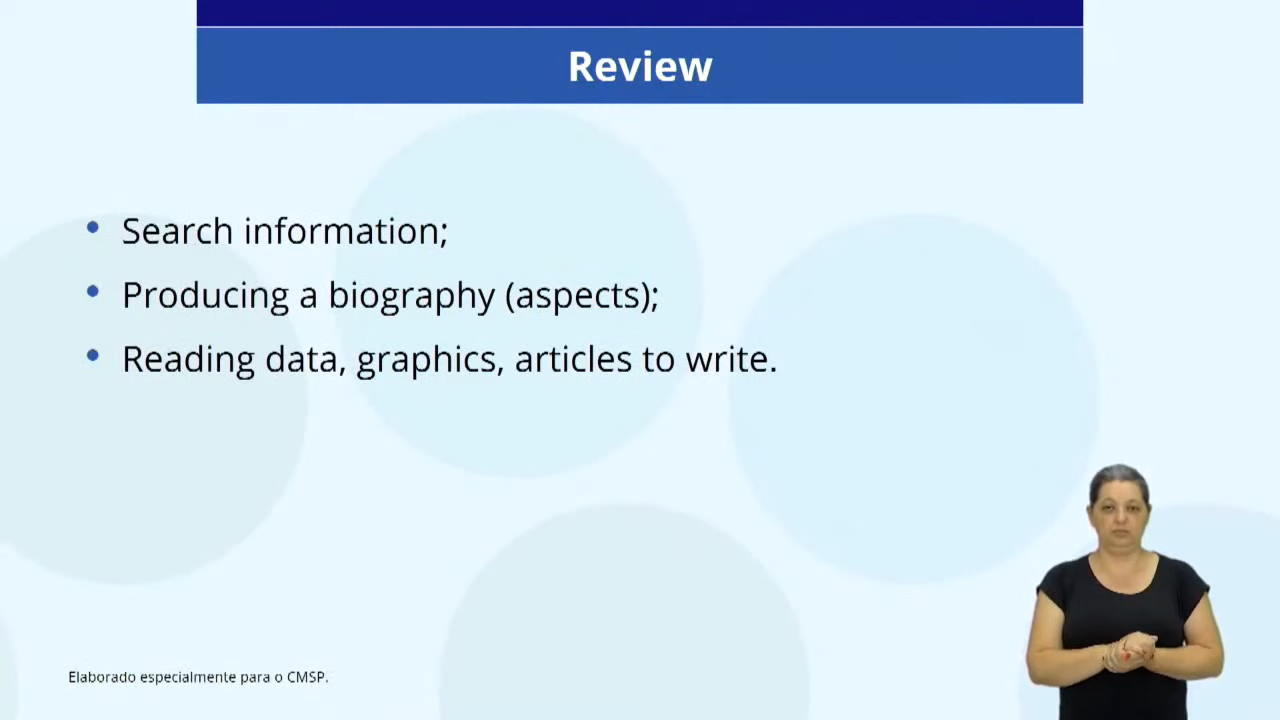 Review
• Search information;
• Producing a biography (aspects);
• Reading data, graphics, articles to write.
Elaborado especialmente para o CMSP.